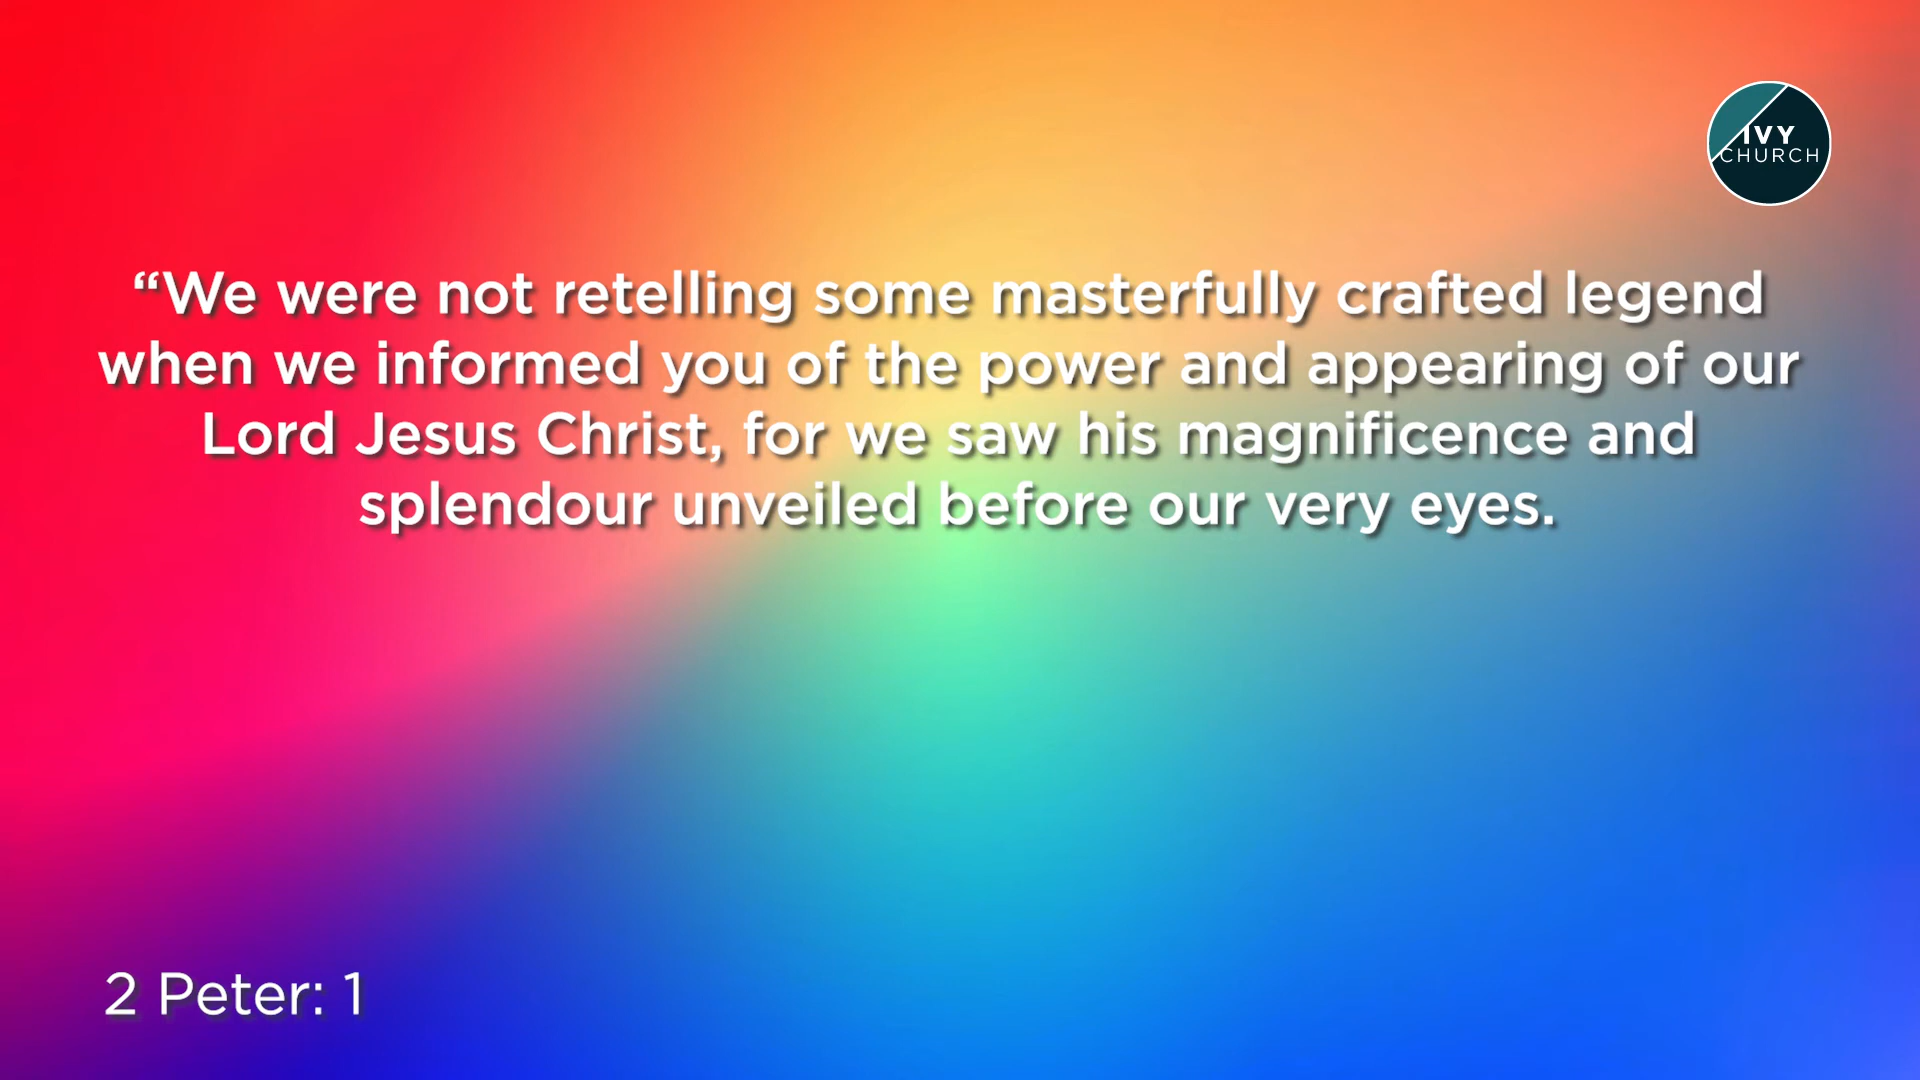 IVY
CHURCH
“We were not retelling some masterfully crafted legend
when we informed you of the power and appearing of our
Lord Jesus Christ, for we saw his magnificence and
splendour unveiled before our very eyes.
2 Peter: 1